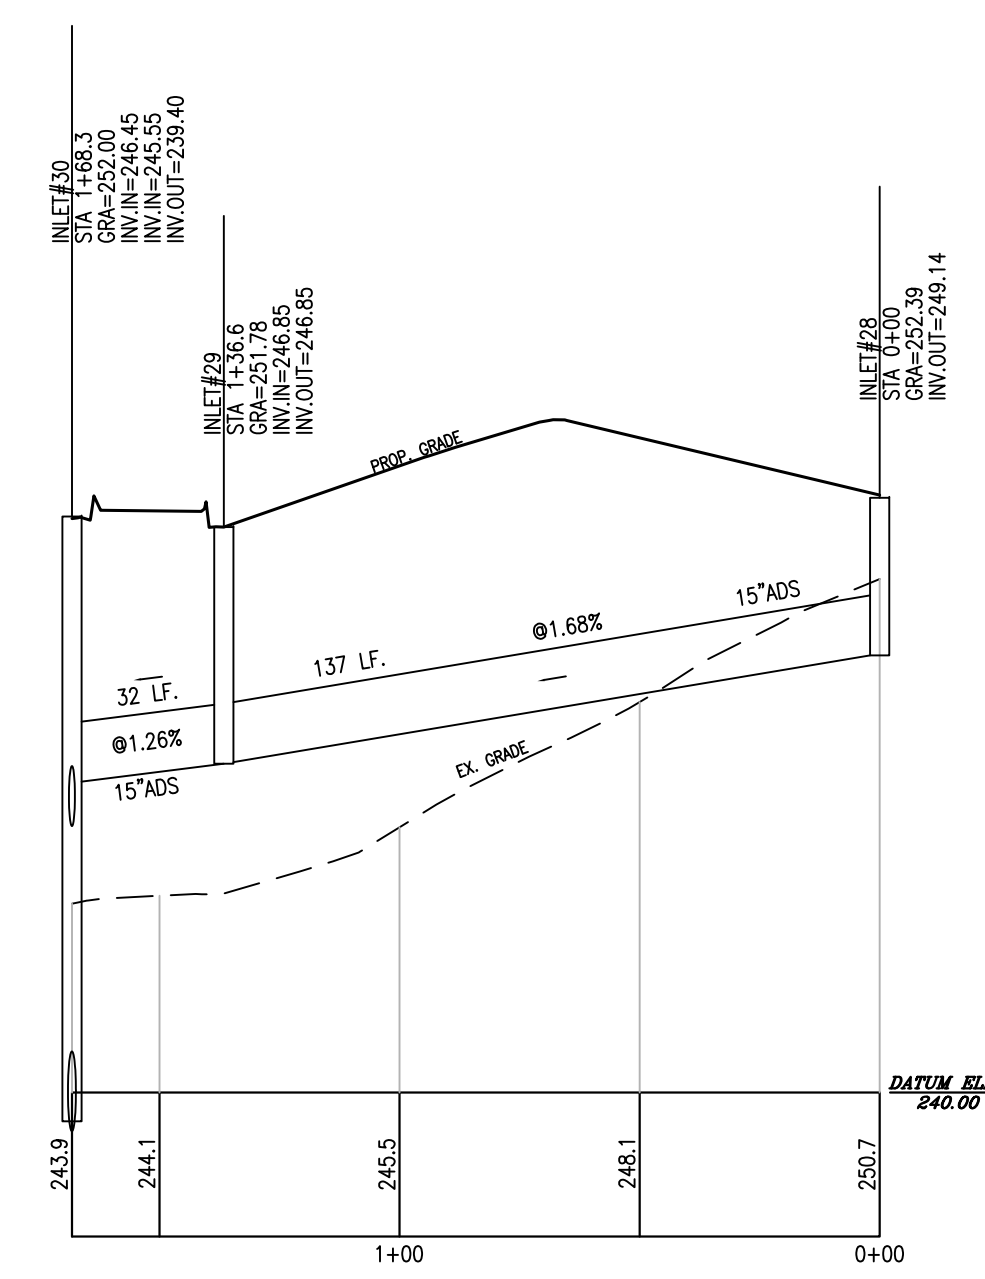 INLET#30
STA 1+68.3
GRA=252.00
INV.IN=246.45
INV.IN=245.55
INV.OUT=239.40
INLET#29
STA 1+36.6
GRA=251.78
INV.IN=246.85
INV.OUT=246.85
INLET#28
STA 0+00
GRA=252.39
INV.OUT=249.14
PROP. GRADE
15"ADS
@1.68%
137 LF.
32 LF.
@1.26%
15"ADS
EX. GRADE
DATUM EL
240.00
243.9
244.1
245.5
248.1
250.7
1+00
0+00